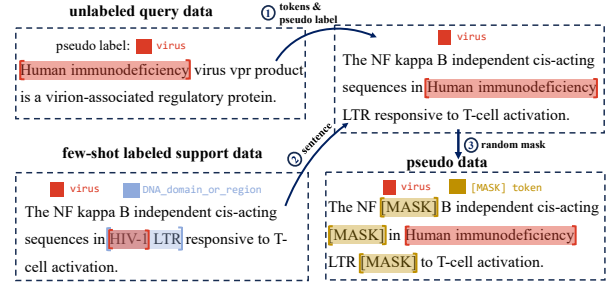 unlabeled query data
① tokens &
pseudo label
pseudo label: virus
[Human immunodeficiency] virus vpr product
is a virion-associated regulatory protein.
virus
The NF kappa B independent cis-acting
sequences in [Human immunodeficiency]
LTR responsive to T-cell activation.
② sentence
③ random mask
few-shot labeled support data
virus DNA_domain_or_region
The NF kappa B independent cis-acting
sequences in [[HIV-1] LTR] responsive to T-
cell activation.
pseudo data
virus [MASK] token
The NF [MASK] B independent cis-acting
[MASK] in [Human immunodeficiency]
LTR [MASK] to T-cell activation.